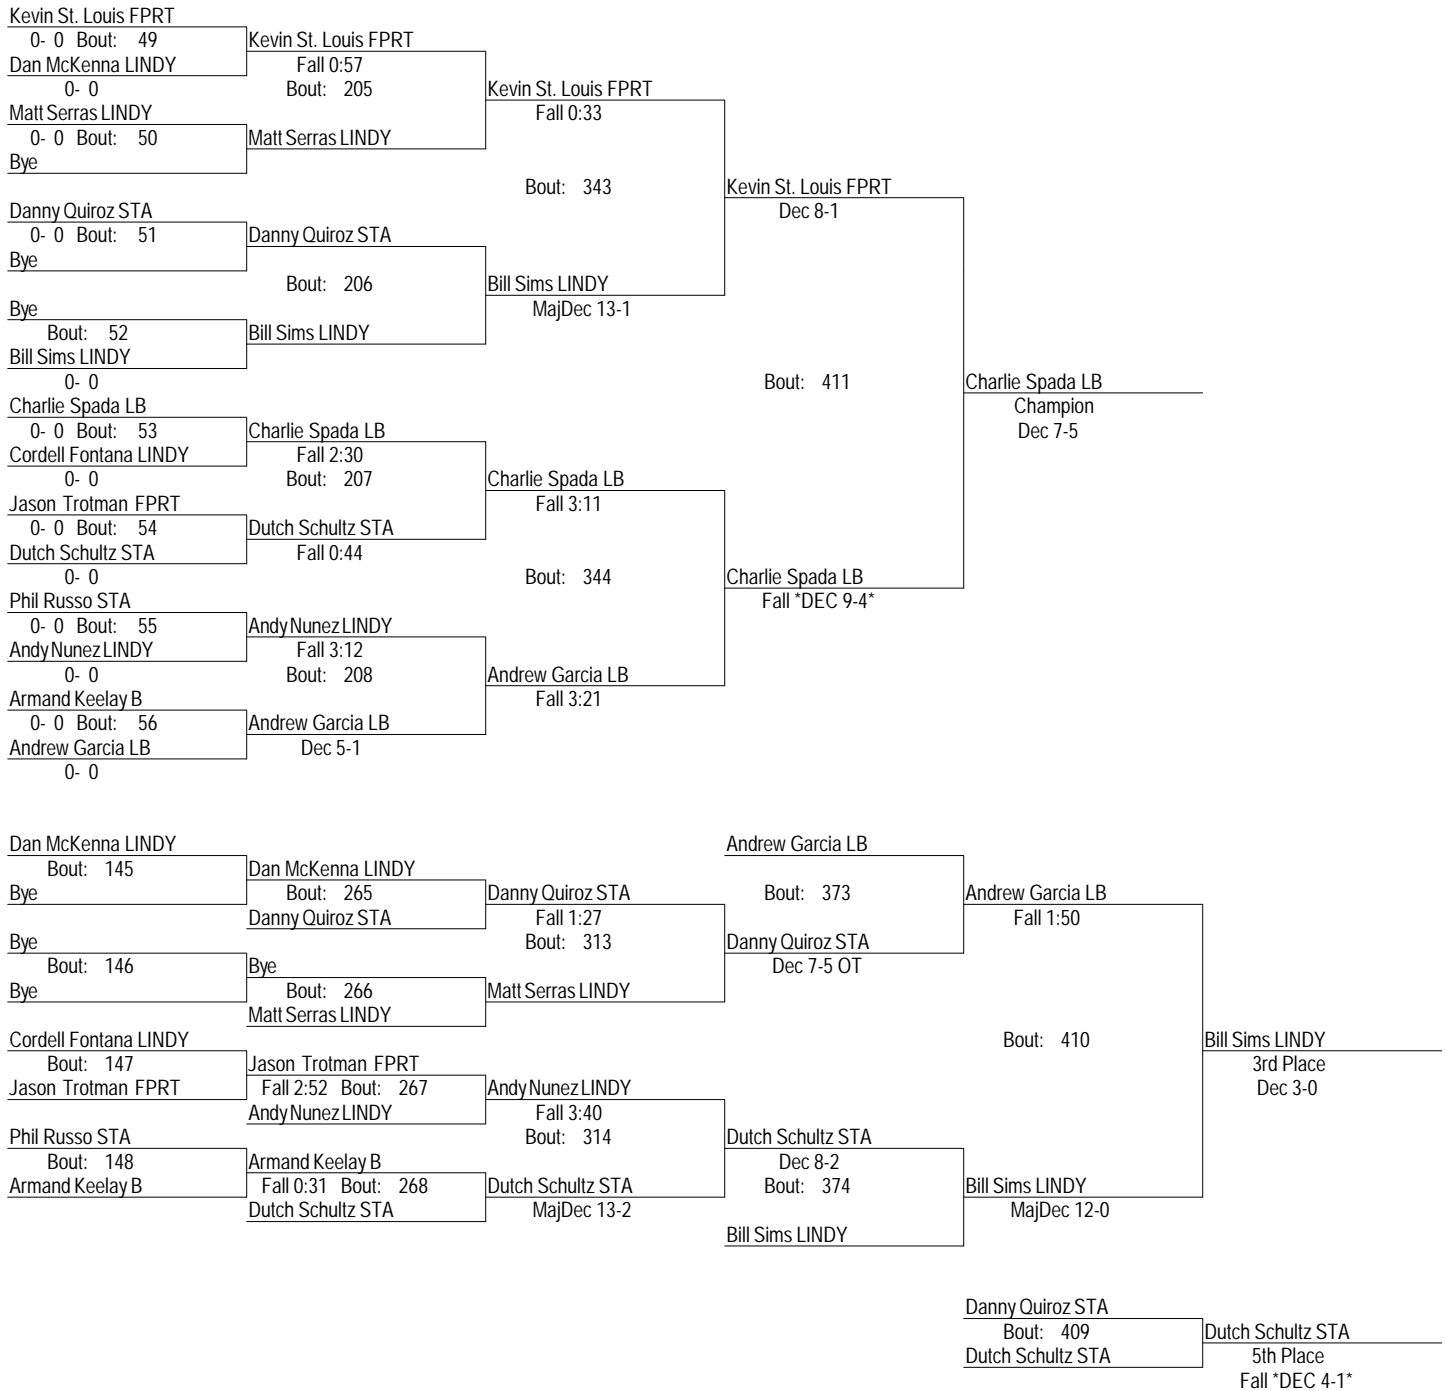 Kevin St. Louis FPRT
0- 0 Bout: 49 Kevin St. Louis FPRT
Dan McKenna LINDY Fall 0:57
0- 0 Bout: 205 Kevin St. Louis FPRT
Matt Serras LINDY Fall 0:33
0- 0 Bout: 50 Matt Serras LINDY
Bye
Bout: 343 Kevin St. Louis FPRT
Danny Quiroz STA Dec 8-1
0- 0 Bout: 51 Danny Quiroz STA
Bye
Bout: 206 Bill Sims LINDY
Bye MajDec 13-1
Bout: 52 Bill Sims LINDY
Bill Sims LINDY
0- 0 Bout: 411 Charlie Spada LB
Charlie Spada LB Champion
0- 0 Bout: 53 Charlie Spada LB Dec 7-5
Cordell Fontana LINDY Fall 2:30
0- 0 Bout: 207 Charlie Spada LB
Jason Trotman FPRT Fall 3:11
0- 0 Bout: 54 Dutch Schultz STA
Dutch Schultz STA Fall 0:44
0- 0 Bout: 344 Charlie Spada LB
Phil Russo STA Fall *DEC 9-4*
0- 0 Bout: 55 Andy Nunez LINDY
Andy Nunez LINDY Fall 3:12
0- 0 Bout: 208 Andrew Garcia LB
Armand Keelay B Fall 3:21
0- 0 Bout: 56 Andrew Garcia LB
Andrew Garcia LB Dec 5-1
0- 0
Dan McKenna LINDY Andrew Garcia LB
Bout: 145 Dan McKenna LINDY
Bye Bout: 265 Danny Quiroz STA Bout: 373 Andrew Garcia LB
Danny Quiroz STA Fall 1:27 Fall 1:50
Bye Bout: 313 Danny Quiroz STA
Bout: 146 Bye Dec 7-5 OT
Bye Bout: 266 Matt Serras LINDY
Matt Serras LINDY
Cordell Fontana LINDY Bout: 410 Bill Sims LINDY
Bout: 147 Jason Trotman FPRT 3rd Place
Jason Trotman FPRT Fall 2:52 Bout: 267 Andy Nunez LINDY Dec 3-0
Andy Nunez LINDY Fall 3:40
Phil Russo STA Bout: 314 Dutch Schultz STA
Bout: 148 Armand Keelay B Dec 8-2
Armand Keelay B Fall 0:31 Bout: 268 Dutch Schultz STA Bout: 374 Bill Sims LINDY
Dutch Schultz STA MajDec 13-2 MajDec 12-0
Bill Sims LINDY
Danny Quiroz STA
Bout: 409 Dutch Schultz STA
Dutch Schultz STA 5th Place
Fall *DEC 4-1*